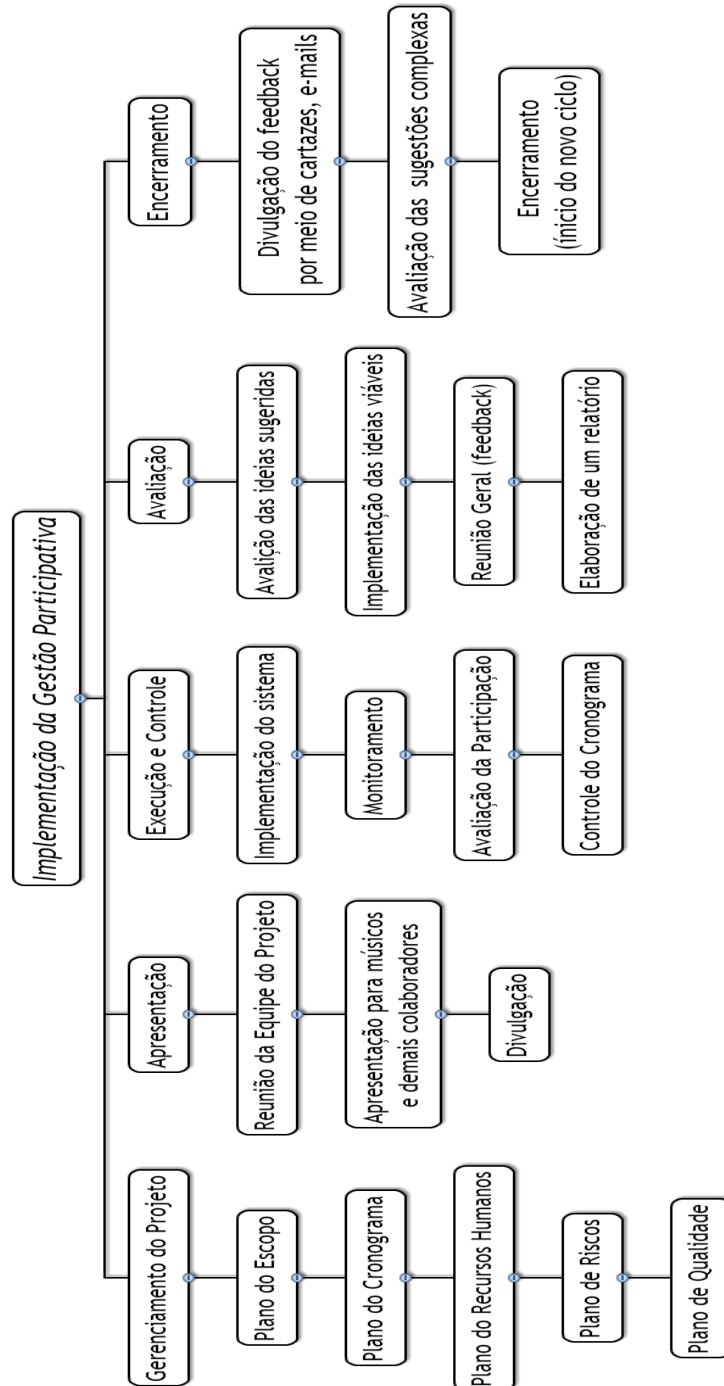 Implementação da Gestão Participativa
Gerenciamento do Projeto
Plano do Escopo
Plano do Cronograma
Plano do Recursos Humanos
Plano de Riscos
Plano de Qualidade
Apresentação
Reunião da Equipe do Projeto
Apresentação para músicos
e demais colaboradores
Divulgação
Execução e Controle
Implementação do sistema
Monitoramento
Avaliação da Participação
Controle do Cronograma
Avaliação
Avalição das ideias sugeridas
Implementação das ideias viáveis
Reunião Geral (feedback)
Elaboração de um relatório
Encerramento
Divulgação do feedback
por meio de cartazes, e-mails
Avaliação das sugestões complexas
Encerramento
(ínicio do novo ciclo)